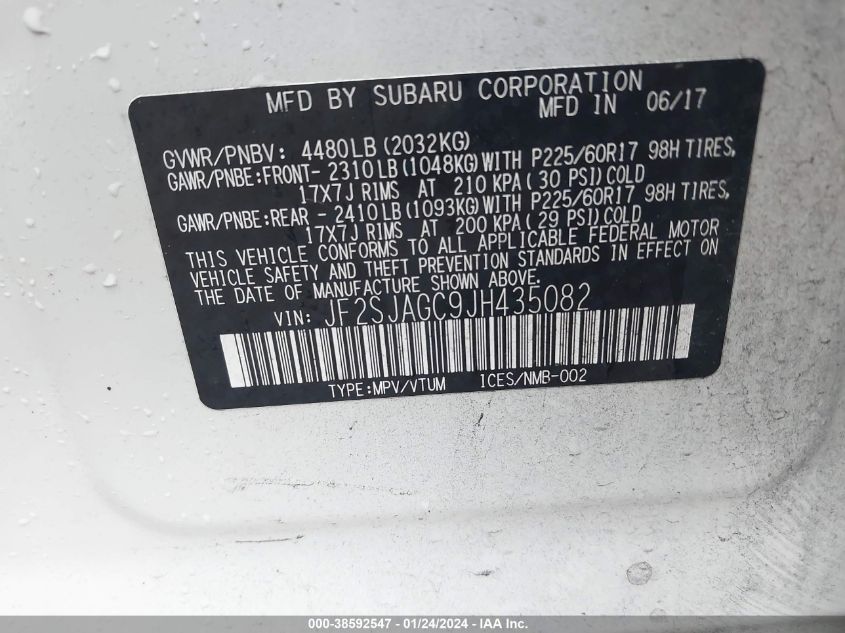 MFD BY SUBARU CORPORATION
MFD IN 06/17
GVWR/PNBV: 4480LB(2032KG)
GAWR/PNBE:FRONT- 2310LB(1048KG)WITH P225/60R17 98H TIRES,
17X7J RIMS AT 210 KPA(30 PSI)COLD
GAWR/PNBE:REAR - 2410LB(1093KG)WITH P225/60R17 98H TIRES,
17X7J RIMS AT 200 KPA(29 PSI)COLD
THIS VEHICLE CONFORMS TO ALL APPLICABLE FEDERAL MOTOR
VEHICLE SAFETY AND THEFT PREVENTION STANDARDS IN EFFECT ON
THE DATE OF MANUFACTURE SHOWN ABOVE.
VIN: JF2SJAGC9JH435082
TYPE:MPV/VTUM ICES/NMB-002
000-38592547 - 01/24/2024 - IAA Inc.